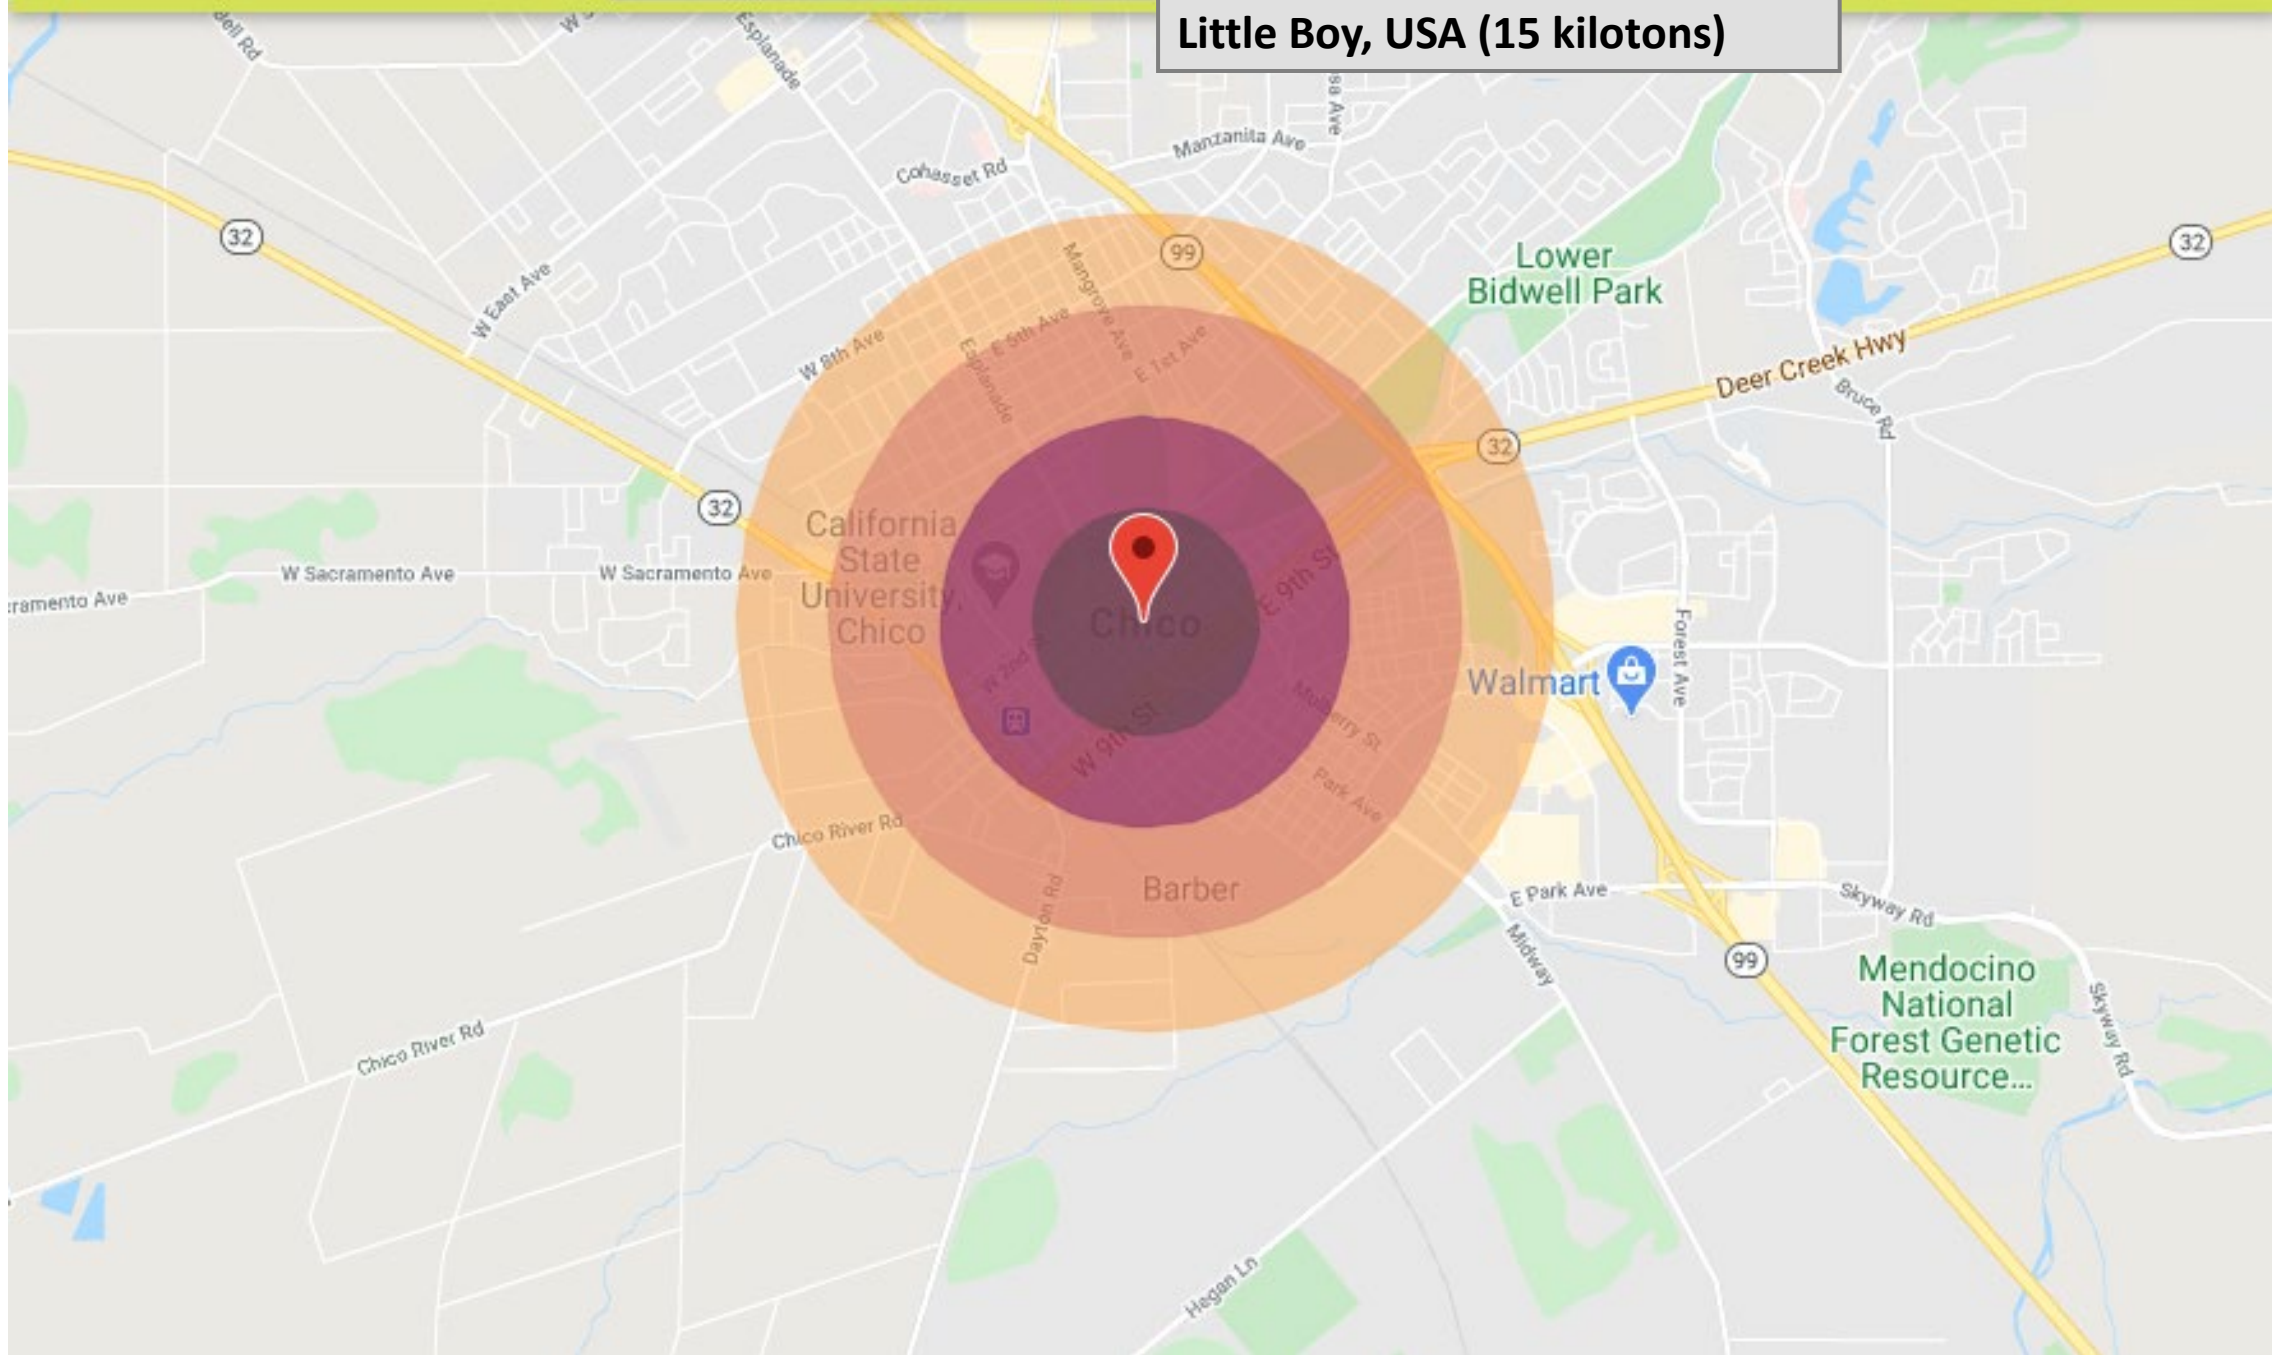 Little Boy, USA (15 kilotons)
Bell Rd
Esplanade
Cohasset Rd
Manzanita Ave
32
99
Mangrove Ave
32
W East Ave
Lower
Bidwell Park
W 8th Ave
E 5th Ave
Esplanade
E 1st Ave
Deer Creek Hwy
Bruce Rd
32
32
California
State
University,
Chico
W Sacramento Ave
W Sacramento Ave
ramento Ave
Chico
E 9th St
W 2nd St
W 9th St
Mulberry St
Park Ave
Walmart
Forest Ave
Chico River Rd
Barber
Dayton Rd
E Park Ave
Skyway Rd
Midway
99
Mendocino
National
Forest Genetic
Resource...
Skyway Rd
Chico River Rd
Hegan Ln